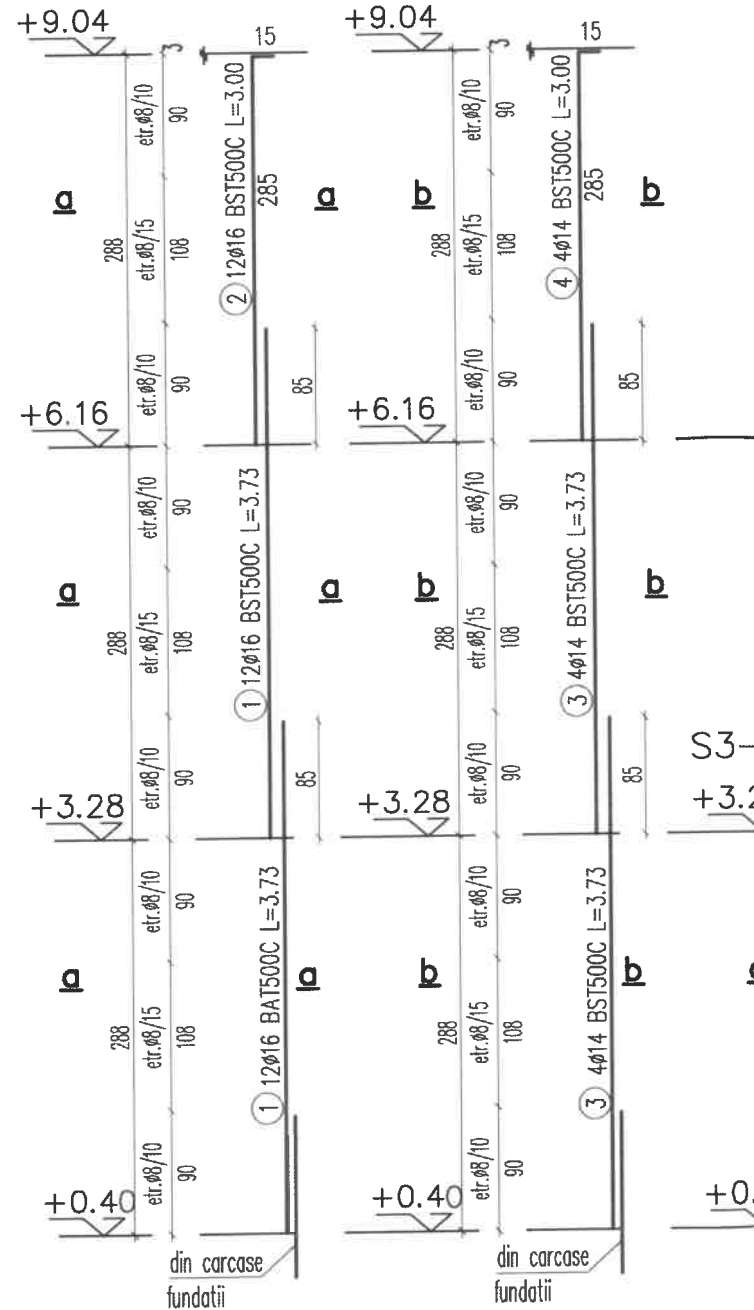 +9.04
3
15
etr.ø8/10
90
a
288
etr.ø8/15
108
2 12ø16 BST500C L=3.00
285
a
etr.ø8/10
90
85
+6.16
etr.ø8/10
90
a
288
etr.ø8/15
108
1 12ø16 BST500C L=3.73
a
etr.ø8/10
90
85
+3.28
etr.ø8/10
90
a
288
etr.ø8/15
108
1 12ø16 BAT500C L=3.73
a
etr.ø8/10
90
+0.40
din carcase
fundatii
+9.04
3
15
etr.ø8/10
90
b
288
etr.ø8/15
108
4 4ø14 BST500C L=3.00
285
b
etr.ø8/10
90
85
+6.16
etr.ø8/10
90
b
288
etr.ø8/15
108
3 4ø14 BST500C L=3.73
b
etr.ø8/10
90
85
+3.28
etr.ø8/10
90
b
288
etr.ø8/15
108
3 4ø14 BST500C L=3.73
b
etr.ø8/10
90
+0.40
din carcase
fundatii
S3-
+3.2
+0.